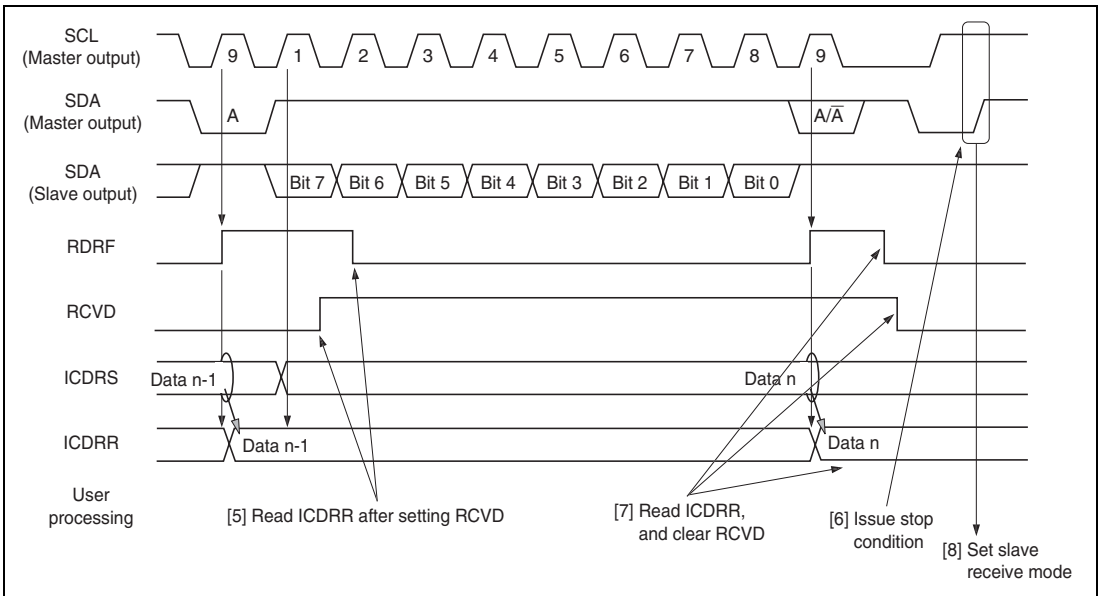 SCL
(Master output)
9 1 2 3 4 5 6 7 8 9
SDA
(Master output)
A A/A̅
SDA
(Slave output)
Bit 7 Bit 6 Bit 5 Bit 4 Bit 3 Bit 2 Bit 1 Bit 0
RDRF
RCVD
ICDRS
Data n-1 Data n
ICDRR
Data n-1 Data n
User
processing
[5] Read ICDRR after setting RCVD
[7] Read ICDRR,
and clear RCVD
[6] Issue stop
condition
[8] Set slave
receive mode